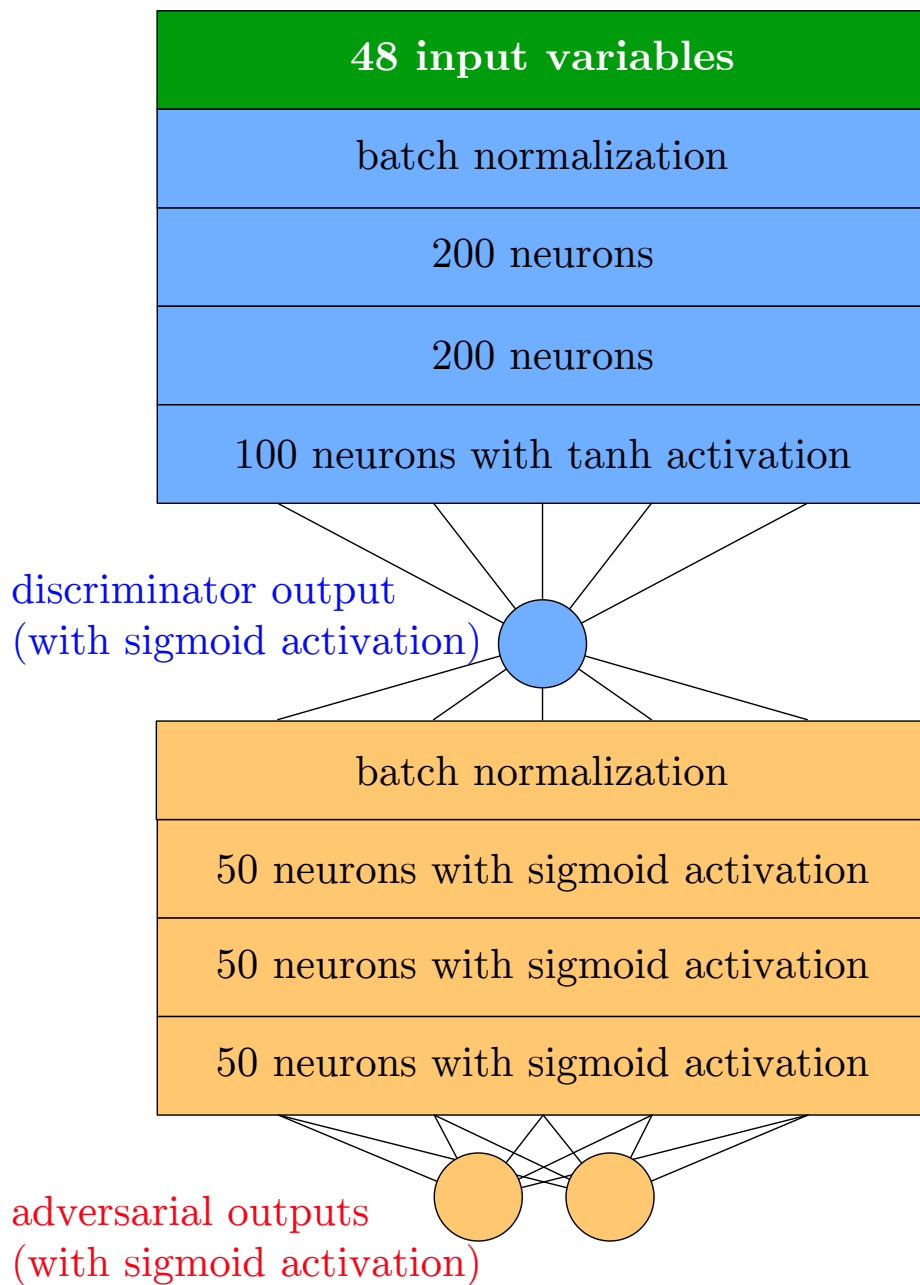 48 input variables
batch normalization
200 neurons
200 neurons
100 neurons with tanh activation
discriminator output
(with sigmoid activation)
batch normalization
50 neurons with sigmoid activation
50 neurons with sigmoid activation
50 neurons with sigmoid activation
adversarial outputs
(with sigmoid activation)